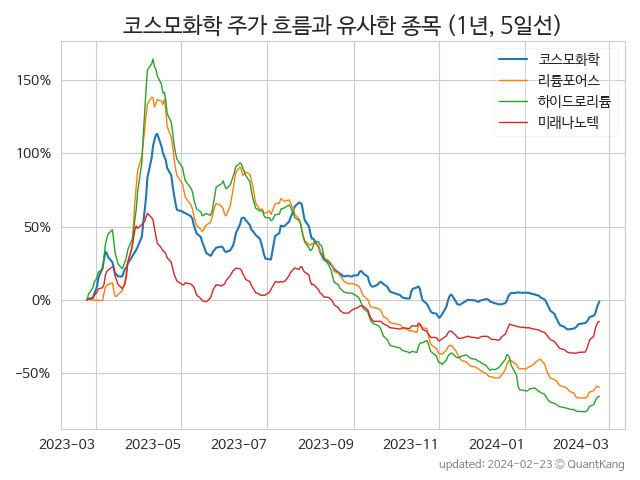 코스모화학 주가 흐름과 유사한 종목 (1년, 5일선)
코스모화학
리튬포어스
하이드로리튬
미래나노텍
150%
100%
50%
0%
−50%
2023−03 2023−05 2023−07 2023−09 2023−11 2024−01 2024−03
updated: 2024−02−23 © QuantKang